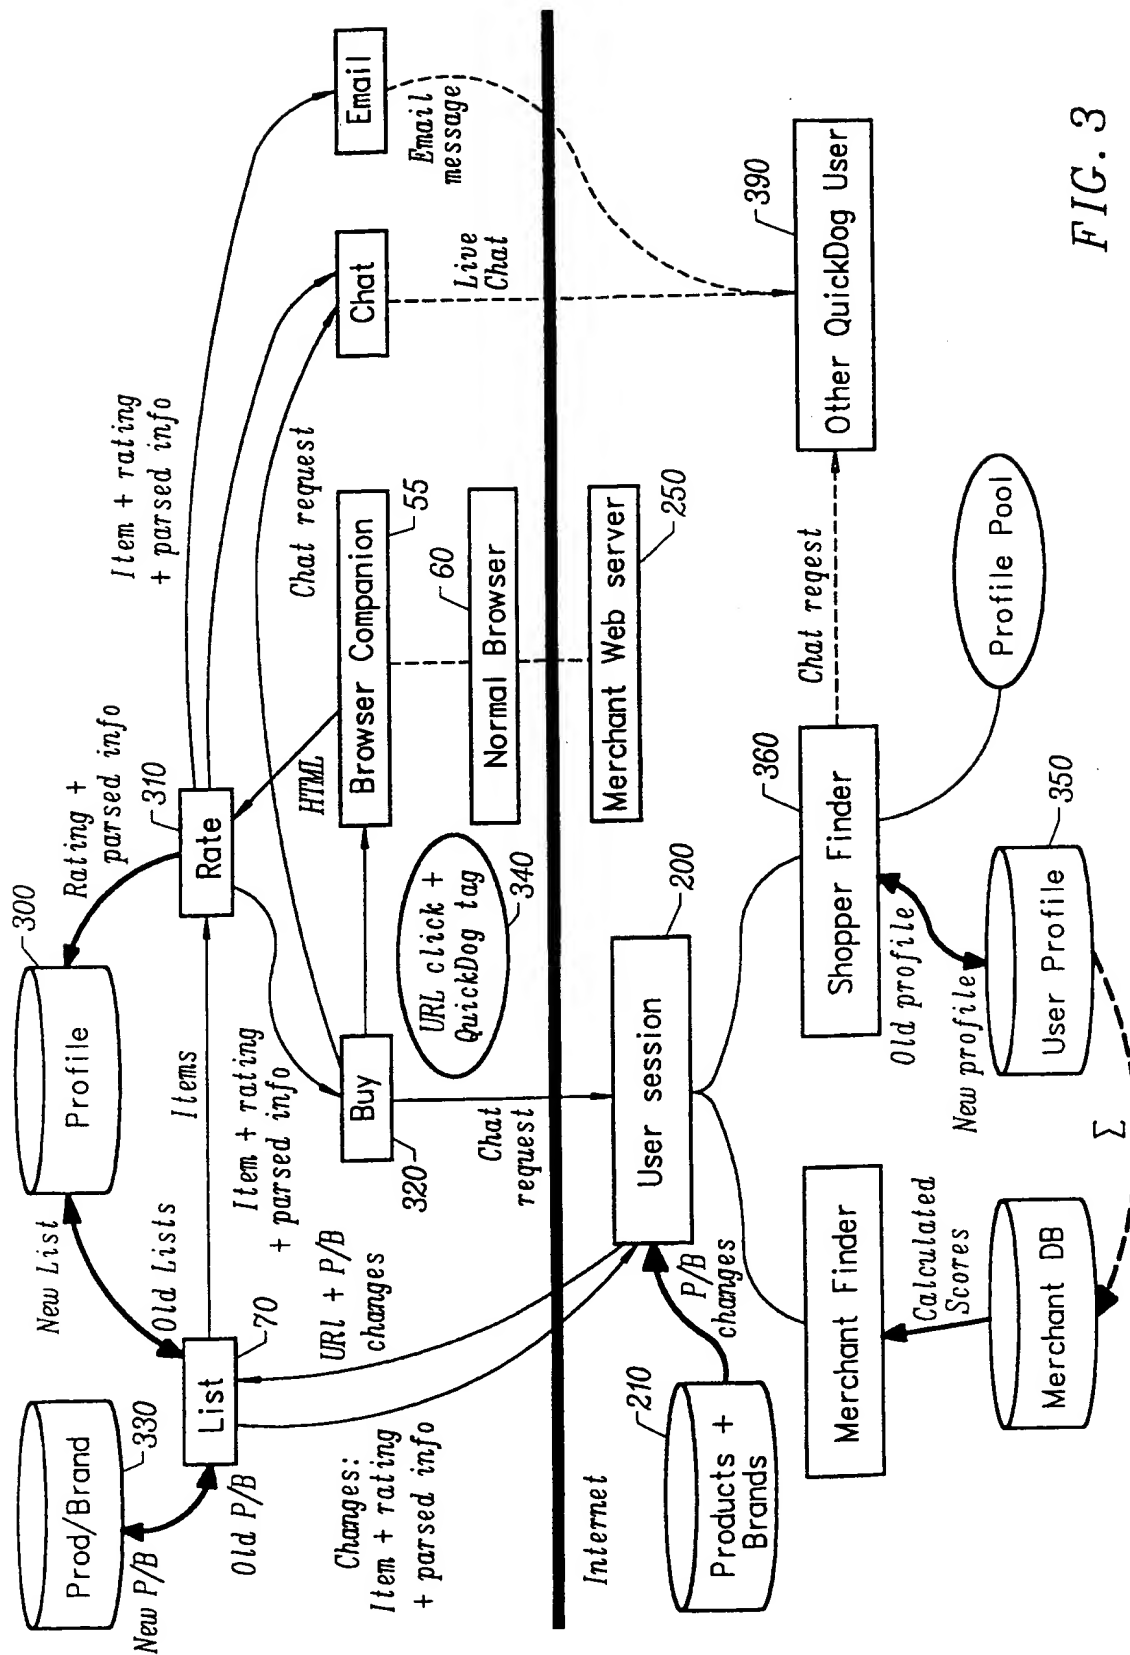 Prod/Brand
330
New P/B
Old P/B
Profile
300
New List
Old Lists
List
70
Items
Rate
310
Rating +
parsed info
Item + rating
+ parsed info
Item + rating
+ parsed info
URl + P/B
changes
Changes:
Item + rating
+ parsed info
Buy
320
Chat
request
URL click +
QuickDog tag
340
HTML
Browser Companion
55
Chat request
Normal Browser
60
Chat
Live
Chat
Email
Email
message
Internet
Merchant Web server
250
User session
200
Products +
Brands
210
P/B
changes
Merchant Finder
Calculated
Scores
Merchant DB
Σ
Shopper Finder
360
Old profile
New profile
User Profile
350
Profile Pool
Chat reqest
Other QuickDog User
390
FIG. 3